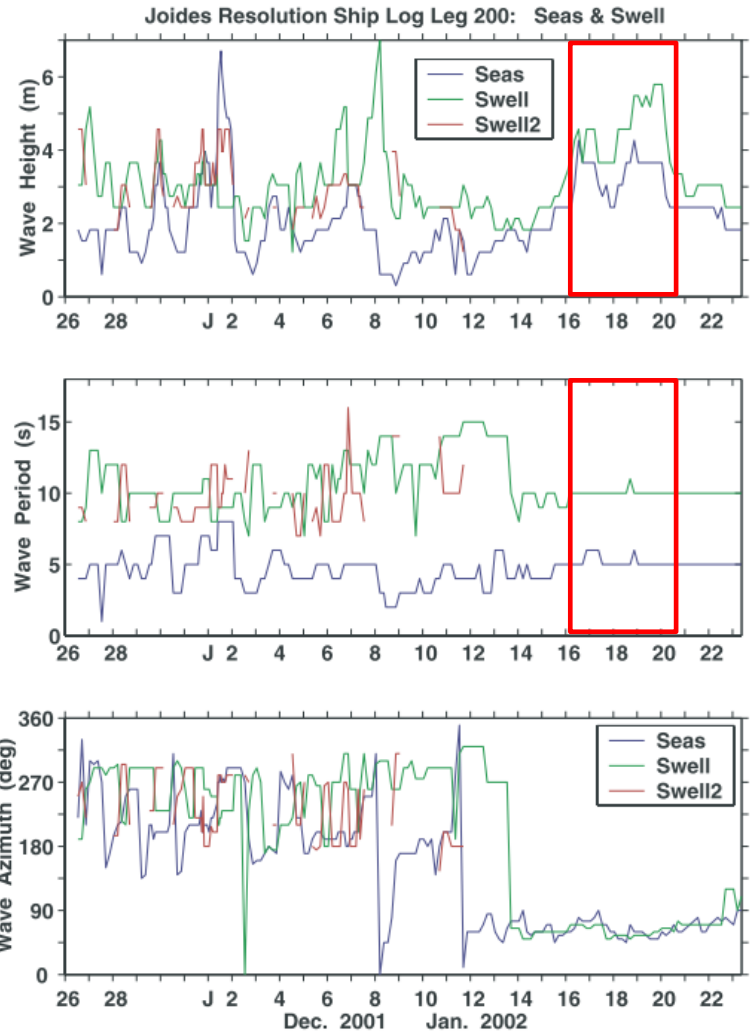 Joides Resolution Ship Log Leg 200: Seas & Swell
Wave Height (m)
6
4
2
0
Seas
Swell
Swell2
26 28 J 2 4 6 8 10 12 14 16 18 20 22
Wave Period (s)
15
10
5
0
26 28 J 2 4 6 8 10 12 14 16 18 20 22
Wave Azimuth (deg)
360
270
180
90
0
Seas
Swell
Swell2
26 28 J 2 4 6 8 10 12 14 16 18 20 22
Dec. 2001 Jan. 2002